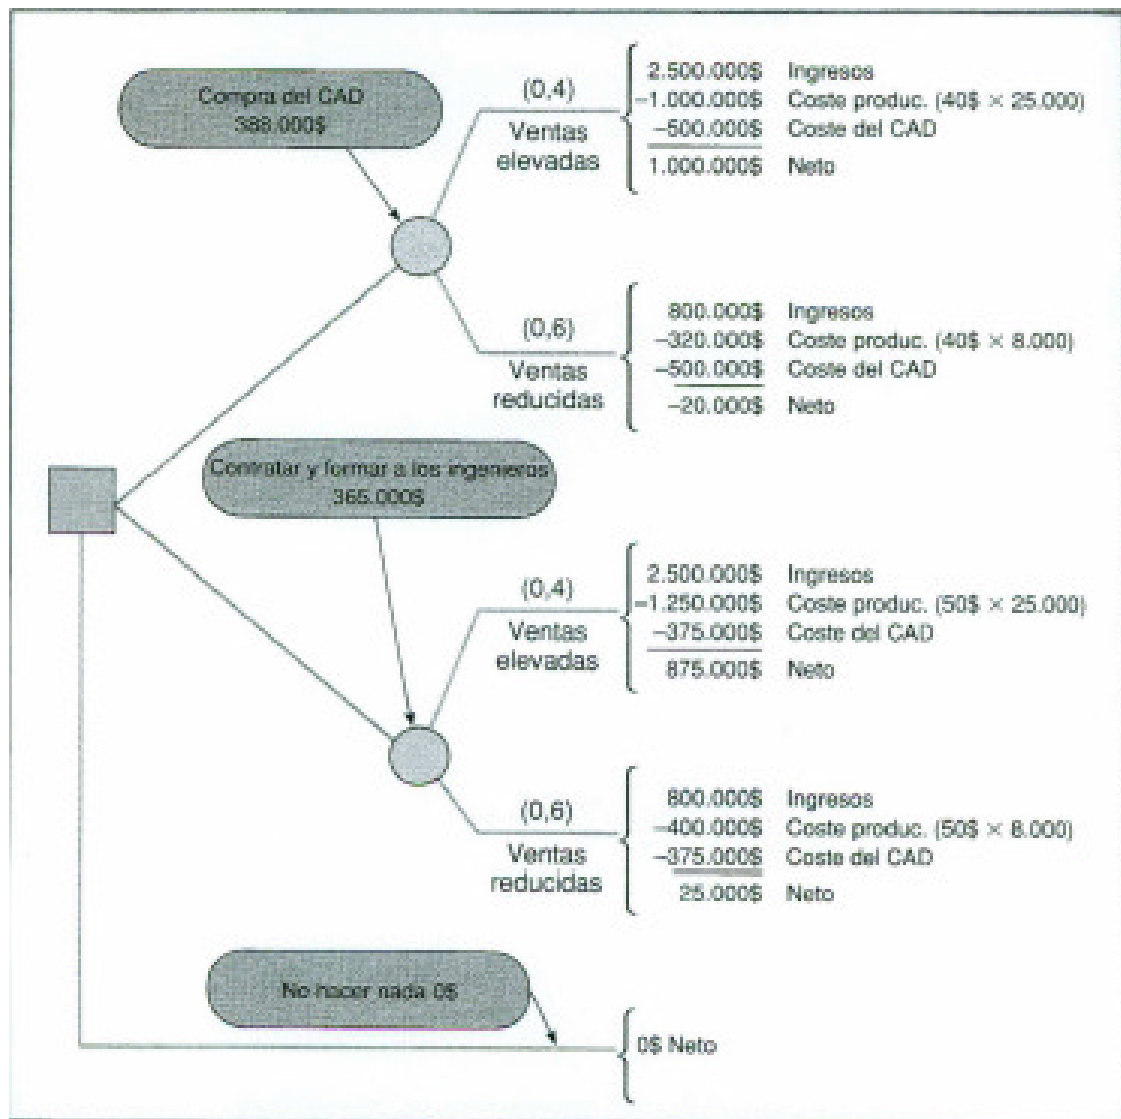 Compra del CAD
388.000$
(0,4)
Ventas
elevadas
2.500.000$ Ingresos
−1.000.000$ Coste produc. (40$ × 25.000)
−500.000$ Coste del CAD
1.000.000$ Neto
(0,6)
Ventas
reducidas
800.000$ Ingresos
−320.000$ Coste produc. (40$ × 8.000)
−500.000$ Coste del CAD
−20.000$ Neto
Contratar y formar a los ingenieros
365.000$
(0,4)
Ventas
elevadas
2.500.000$ Ingresos
−1.250.000$ Coste produc. (50$ × 25.000)
−375.000$ Coste del CAD
875.000$ Neto
(0,6)
Ventas
reducidas
800.000$ Ingresos
−400.000$ Coste produc. (50$ × 8.000)
−375.000$ Coste del CAD
25.000$ Neto
No hacer nada 0$
0$ Neto